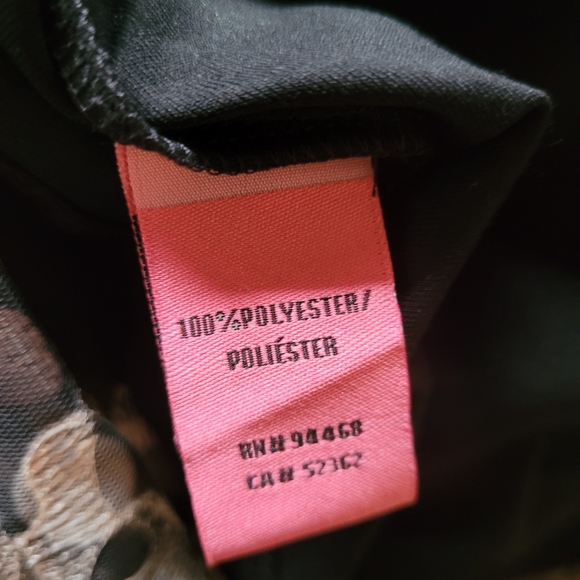 100%POLYESTER/
POLIÉSTER
RN# 94468
CA# 52362